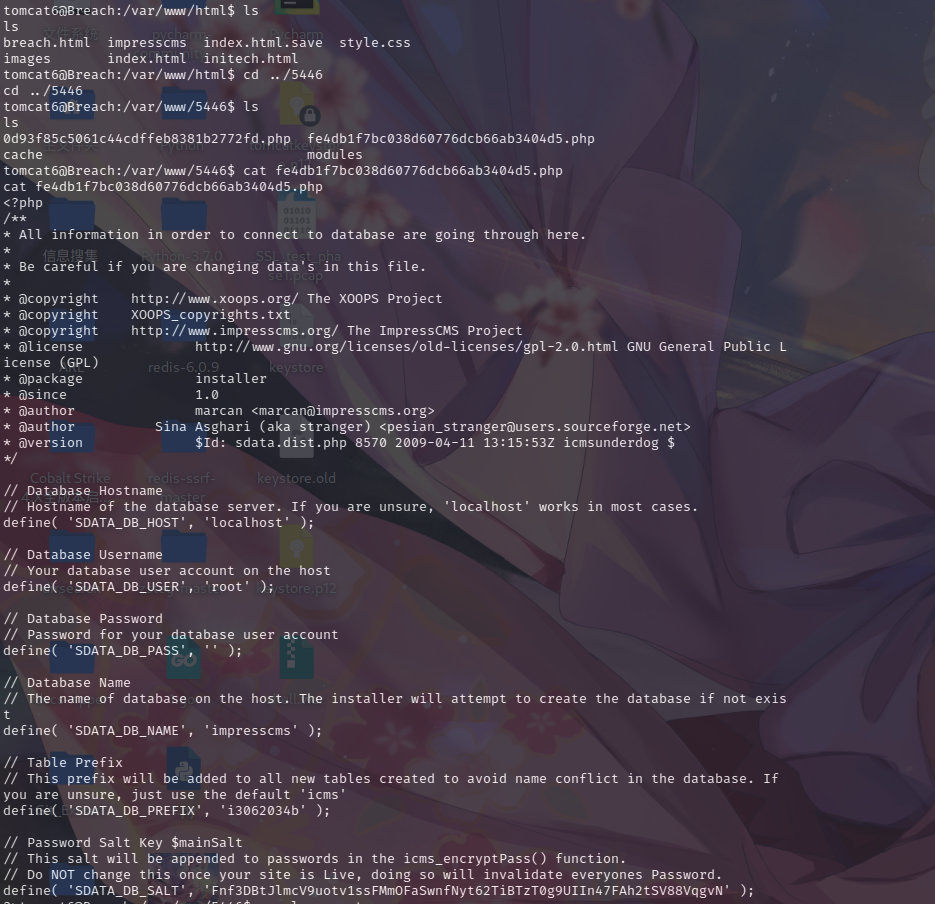 tomcat6@Breach:/var/www/html$ ls
ls
breach.html  impresscms  index.html.save  style.css
images       index.html  initech.html
tomcat6@Breach:/var/www/html$ cd ../5446
cd ../5446
tomcat6@Breach:/var/www/5446$ ls
ls
0d93f85c5061c44cdffeb8381b2772fd.php  fe4db1f7bc038d60776dcb66ab3404d5.php
cache                                 modules
tomcat6@Breach:/var/www/5446$ cat fe4db1f7bc038d60776dcb66ab3404d5.php
cat fe4db1f7bc038d60776dcb66ab3404d5.php
<?php
/**
* All information in order to connect to database are going through here.
*
* Be careful if you are changing data's in this file.
*
* @copyright    http://www.xoops.org/ The XOOPS Project
* @copyright    XOOPS_copyrights.txt
* @copyright    http://www.impresscms.org/ The ImpressCMS Project
* @license              http://www.gnu.org/licenses/old-licenses/gpl-2.0.html GNU General Public L
icense (GPL)
* @package              installer
* @since                1.0
* @author               marcan <marcan@impresscms.org>
* @author          Sina Asghari (aka stranger) <pesian_stranger@users.sourceforge.net>
* @version              $Id: sdata.dist.php 8570 2009-04-11 13:15:53Z icmsunderdog $
*/
// Database Hostname
// Hostname of the database server. If you are unsure, 'localhost' works in most cases.
define( 'SDATA_DB_HOST', 'localhost' );
// Database Username
// Your database user account on the host
define( 'SDATA_DB_USER', 'root' );
// Database Password
// Password for your database user account
define( 'SDATA_DB_PASS', '' );
// Database Name
// The name of database on the host. The installer will attempt to create the database if not exis
t
define( 'SDATA_DB_NAME', 'impresscms' );
// Table Prefix
// This prefix will be added to all new tables created to avoid name conflict in the database. If
you are unsure, just use the default 'icms'
define( 'SDATA_DB_PREFIX', 'i3062034b' );
// Password Salt Key $mainSalt
// This salt will be appended to passwords in the icms_encryptPass() function.
// Do NOT change this once your site is Live, doing so will invalidate everyones Password.
define( 'SDATA_DB_SALT', 'Fnf3DBtJlmcV9uotv1ssFMmOFaSwnfNyt62TiBTzT0g9UIIn47FAh2tSV88VqgvN' );